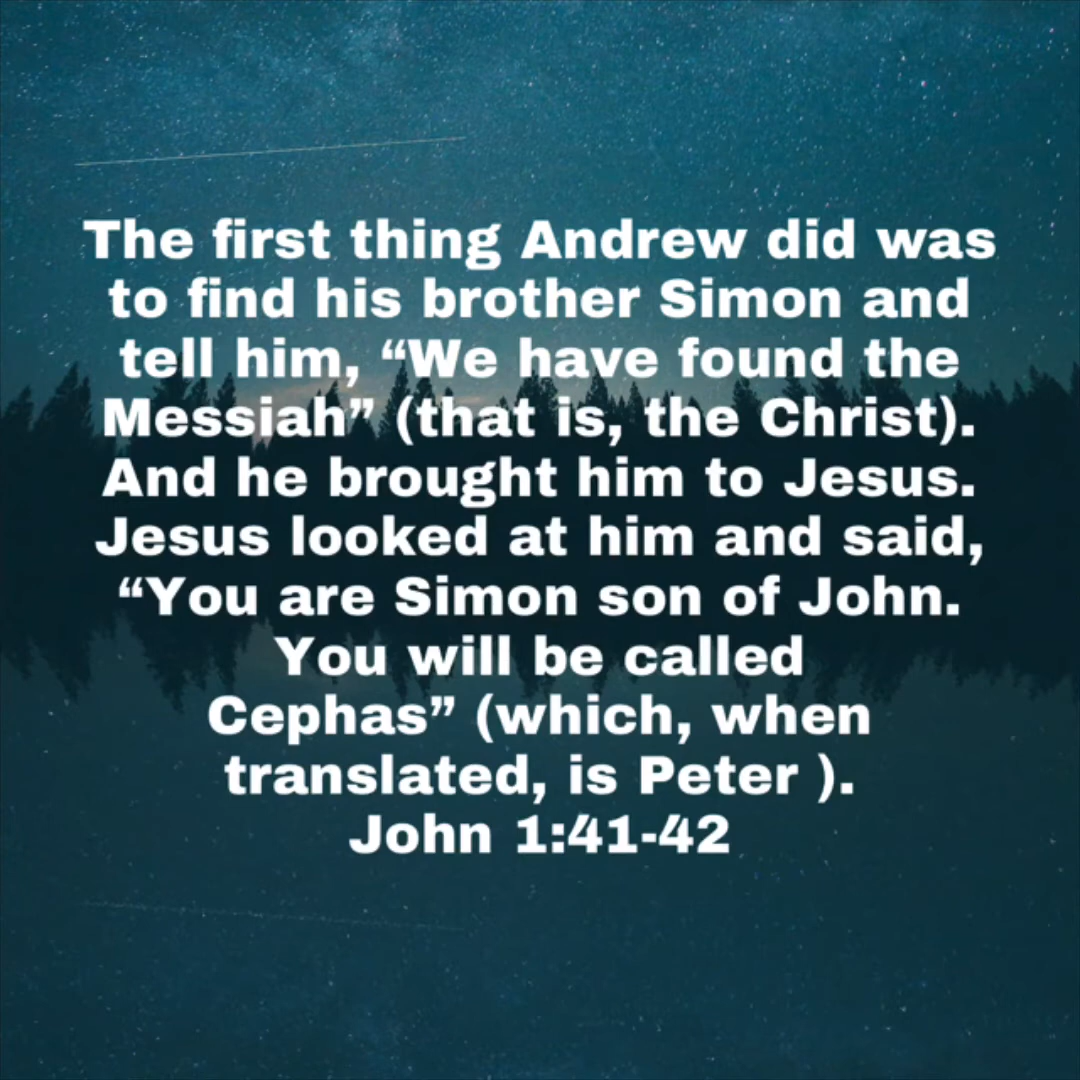 The first thing Andrew did was
to find his brother Simon and
tell him, “We have found the
Messiah” (that is, the Christ).
And he brought him to Jesus.
Jesus looked at him and said,
“You are Simon son of John.
You will be called
Cephas” (which, when
translated, is Peter ).
John 1:41-42